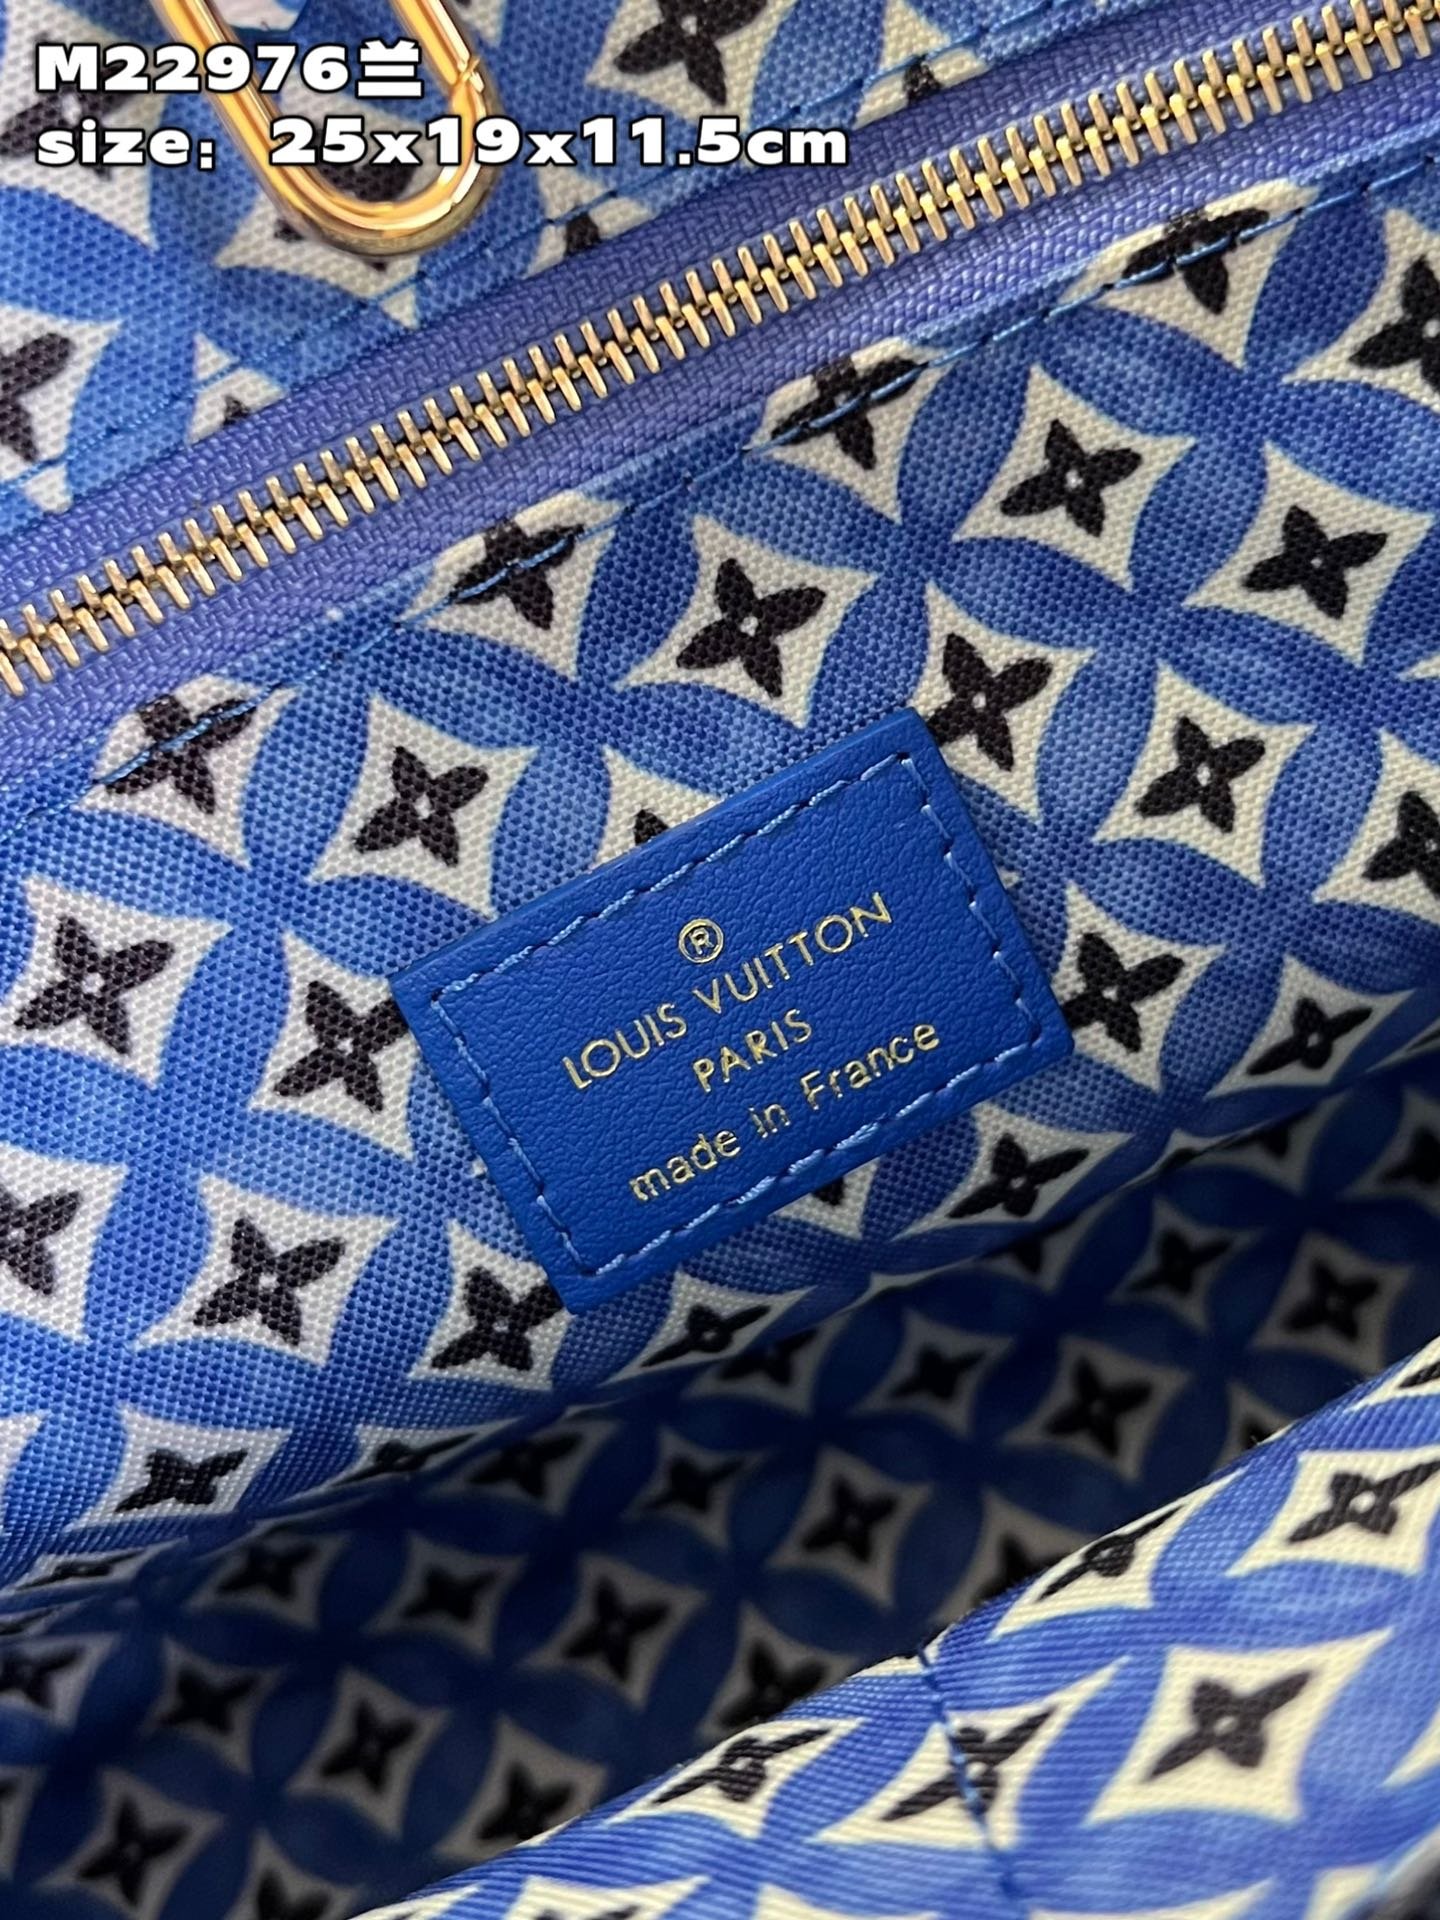 M22976兰
size：25x19x11.5cm
®
LOUIS VUITTON
PARIS
made in France